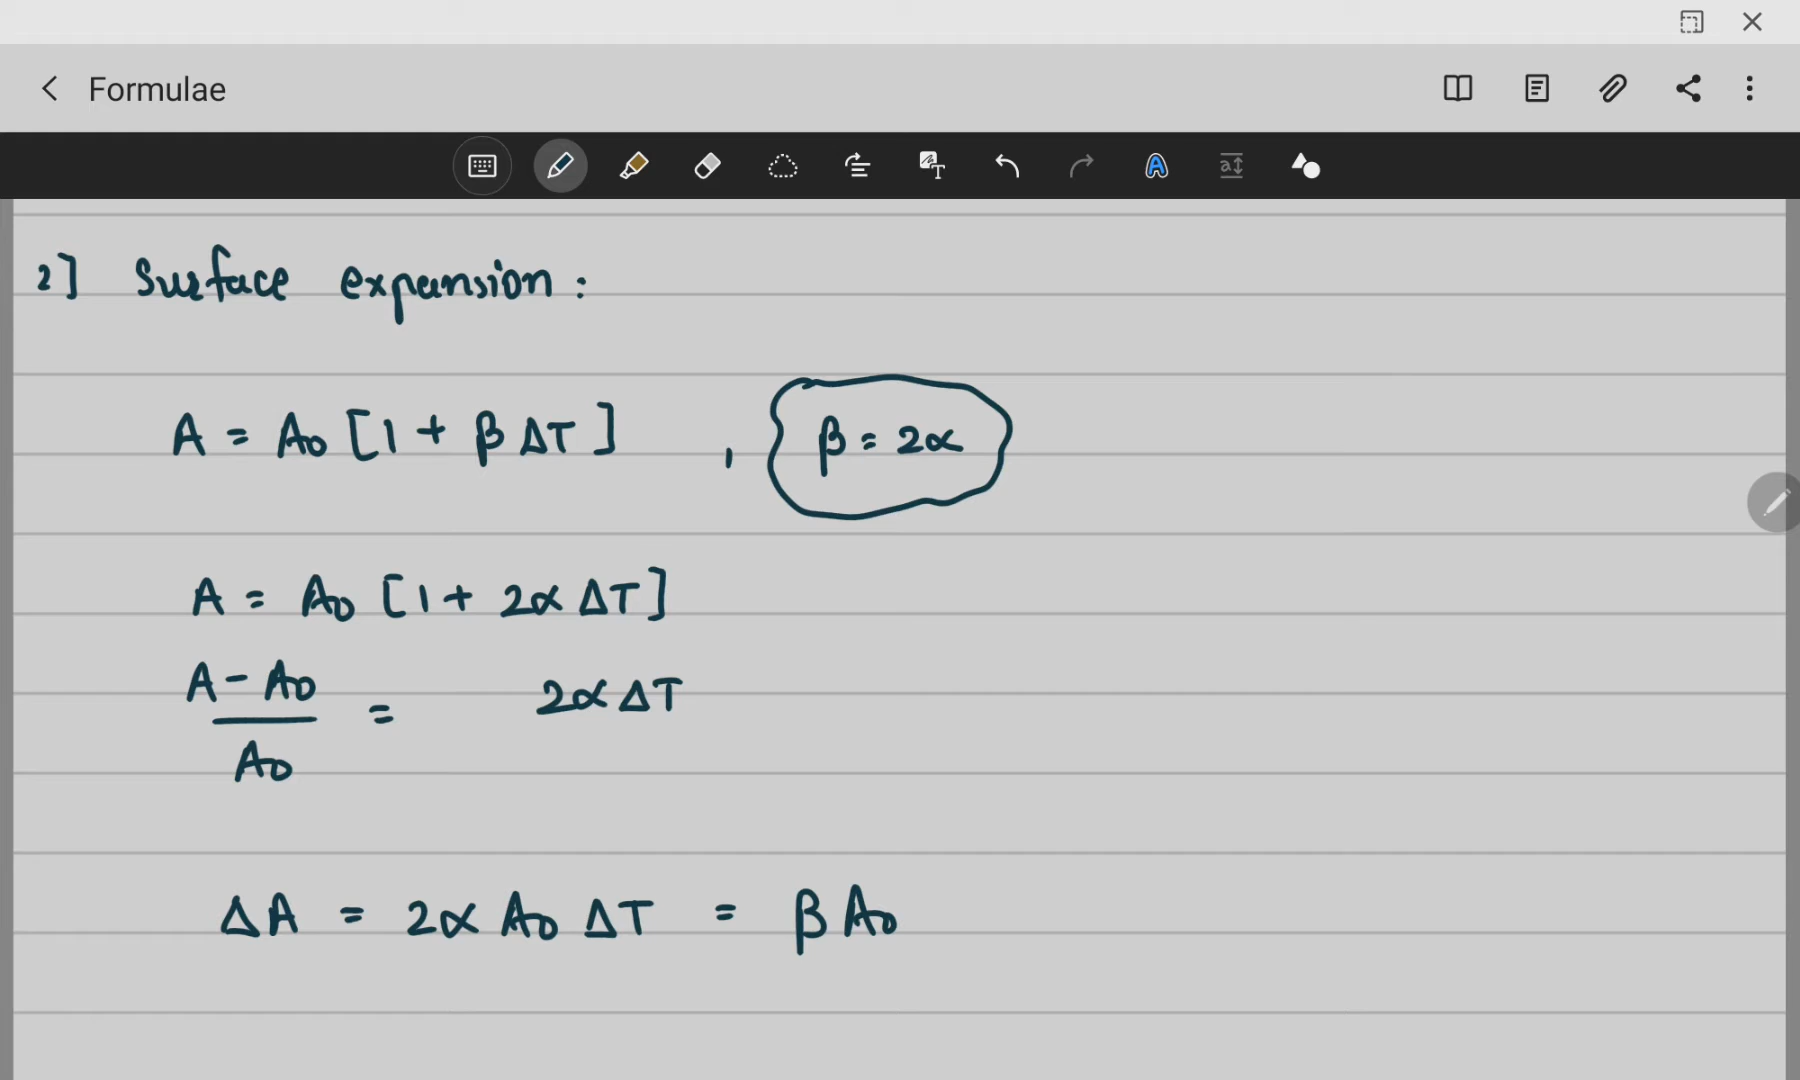 Formulae
2] Surface expansion:
A = A₀ [1 + β ΔT] , β = 2α
A = A₀ [1 + 2α ΔT]
A - A₀ / A₀ = 2α ΔT
ΔA = 2α A₀ ΔT = β A₀